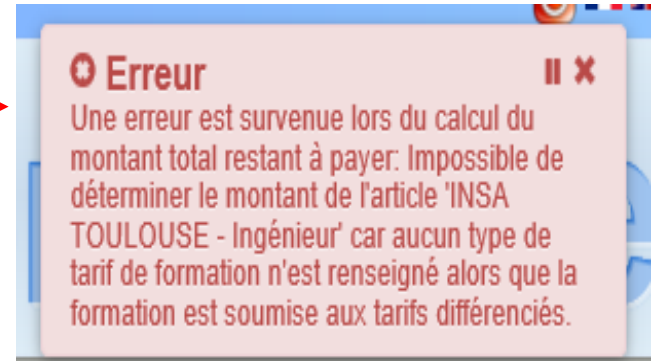 Erreur
Une erreur est survenue lors du calcul du
montant total restant à payer: Impossible de
déterminer le montant de l'article 'INSA
TOULOUSE - Ingénieur' car aucun type de
tarif de formation n'est renseigné alors que la
formation est soumise aux tarifs différenciés.